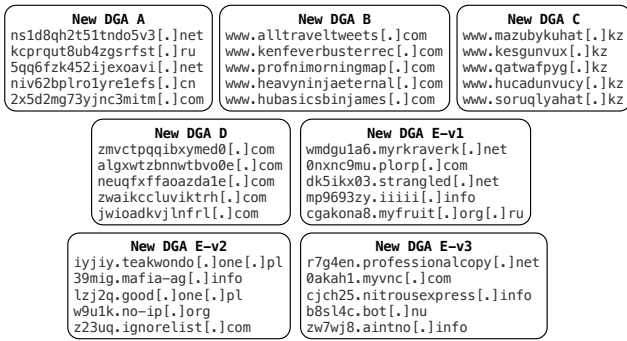 New DGA A
ns1d8qh2t51tndo5v3[.]net
kcprqut8ub4zgsrfst[.]ru
5qq6fzk452ijexoavi[.]net
niv62bplro1yre1efs[.]cn
2x5d2mg73yjnc3mitm[.]com
New DGA B
www.alltraveltweets[.]com
www.kenfeverbusterrec[.]com
www.profnimorningmap[.]com
www.heavyninjaeternal[.]com
www.hubasicsbinjames[.]com
New DGA C
www.mazubykuhat[.]kz
www.kesgunvux[.]kz
www.qatwafpyg[.]kz
www.hucadunvucy[.]kz
www.soruqlyahat[.]kz
New DGA D
zmvctpqqibxymed0[.]com
algxwtzbnnwtbvo0e[.]com
neuqfxffaoazda1e[.]com
zwaikccluviktrh[.]com
jwioadkvjlnfrl[.]com
New DGA E-v1
wmdgu1a6.myrkraverk[.]net
0nxnc9mu.plorp[.]com
dk5ikx03.strangled[.]net
mp9693zy.iiiii[.]info
cgakona8.myfruit[.]org[.]ru
New DGA E-v2
iyjiy.teakwondo[.]one[.]pl
39mig.mafia-ag[.]info
lzj2q.good[.]one[.]pl
w9u1k.no-ip[.]org
z23uq.ignorelist[.]com
New DGA E-v3
r7g4en.professionalcopy[.]net
0akah1.myvnc[.]com
cjch25.nitrousexpress[.]info
b8sl4c.bot[.]nu
zw7wj8.aintno[.]info